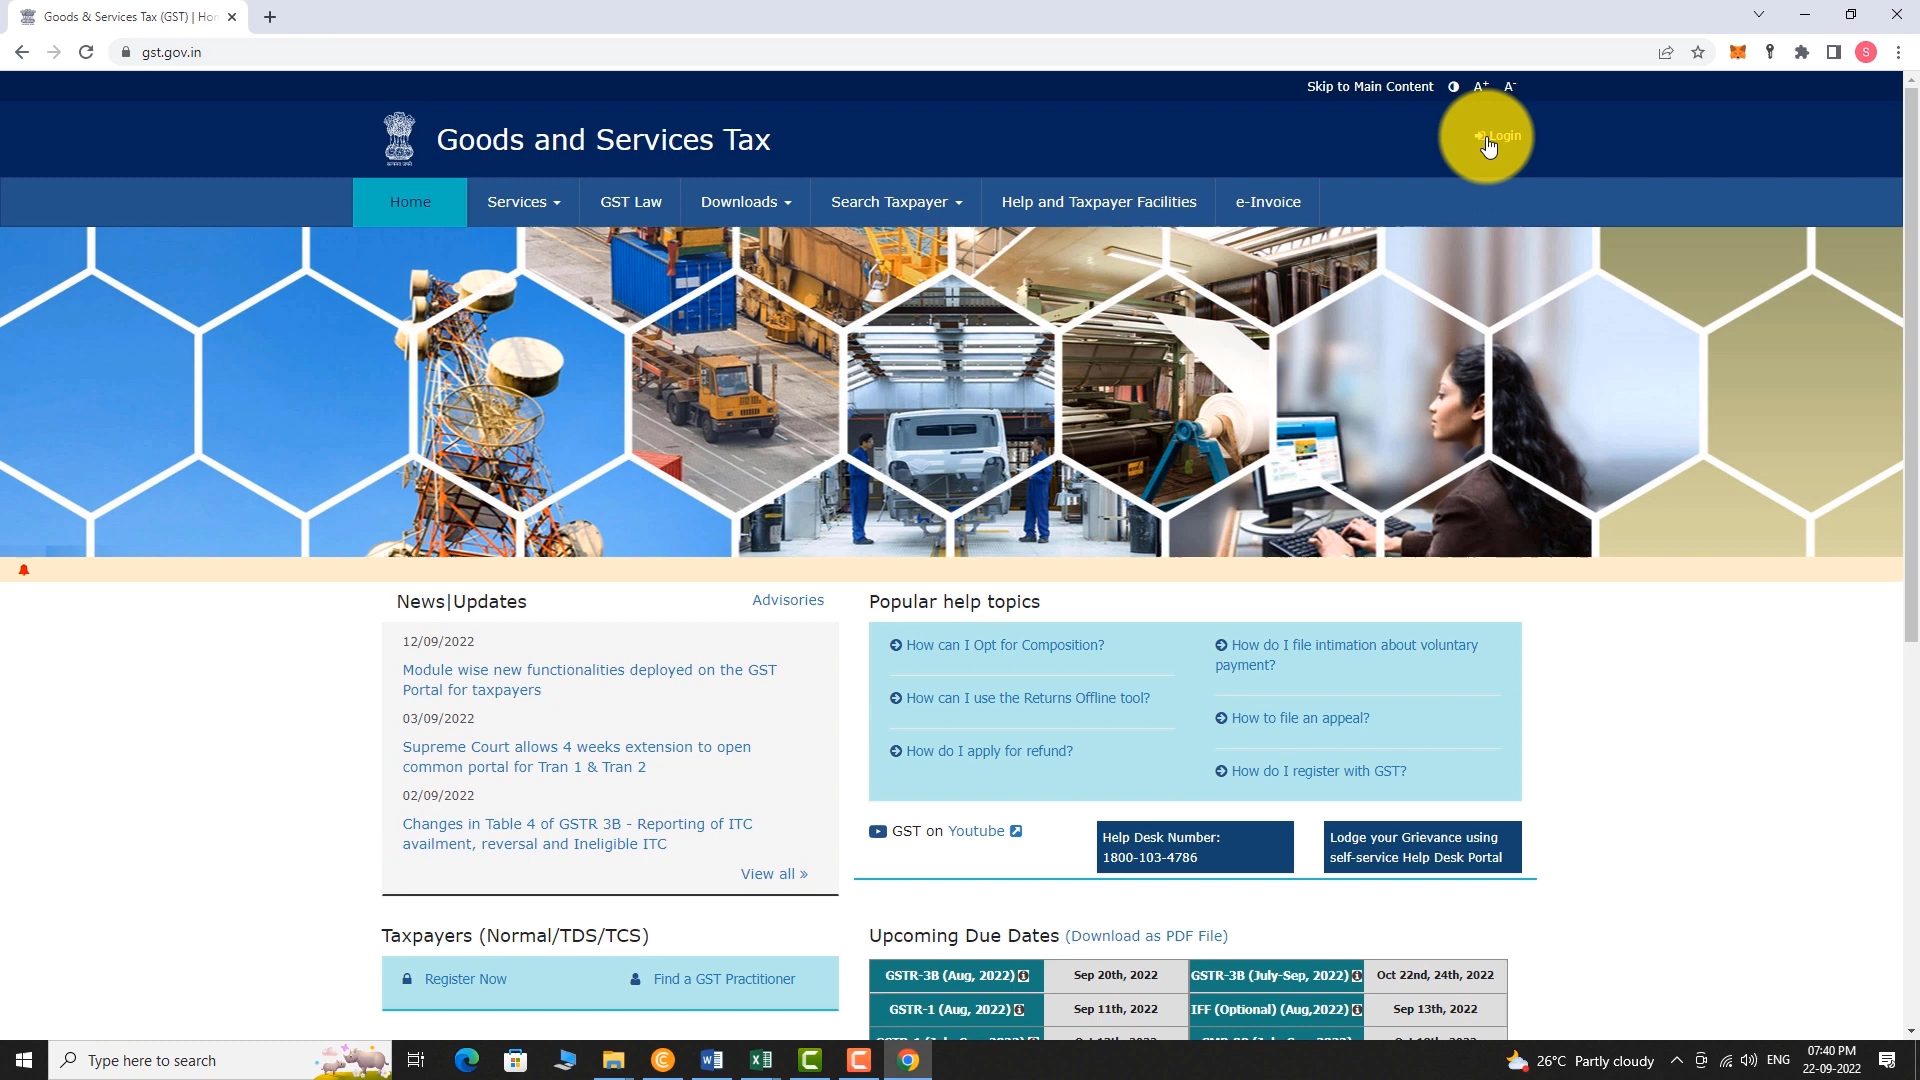 Goods & Services Tax (GST) | Hon
gst.gov.in
S
Skip to Main Content A+ A-
Goods and Services Tax
Login
Home Services GST Law Downloads Search Taxpayer Help and Taxpayer Facilities e-Invoice
News|Updates Advisories
12/09/2022
Module wise new functionalities deployed on the GST
Portal for taxpayers
03/09/2022
Supreme Court allows 4 weeks extension to open
common portal for Tran 1 & Tran 2
02/09/2022
Changes in Table 4 of GSTR 3B - Reporting of ITC
availment, reversal and Ineligible ITC
View all »
Popular help topics
How can I Opt for Composition?
How can I use the Returns Offline tool?
How do I apply for refund?
How do I file intimation about voluntary
payment?
How to file an appeal?
How do I register with GST?
GST on Youtube
Help Desk Number:
1800-103-4786
Lodge your Grievance using
self-service Help Desk Portal
Taxpayers (Normal/TDS/TCS)
Register Now Find a GST Practitioner
Upcoming Due Dates (Download as PDF File)
GSTR-3B (Aug, 2022) Sep 20th, 2022 GSTR-3B (July-Sep, 2022) Oct 22nd, 24th, 2022
GSTR-1 (Aug, 2022) Sep 11th, 2022 IFF (Optional) (Aug,2022) Sep 13th, 2022
Type here to search
26°C Partly cloudy
ENG
07:40 PM
22-09-2022